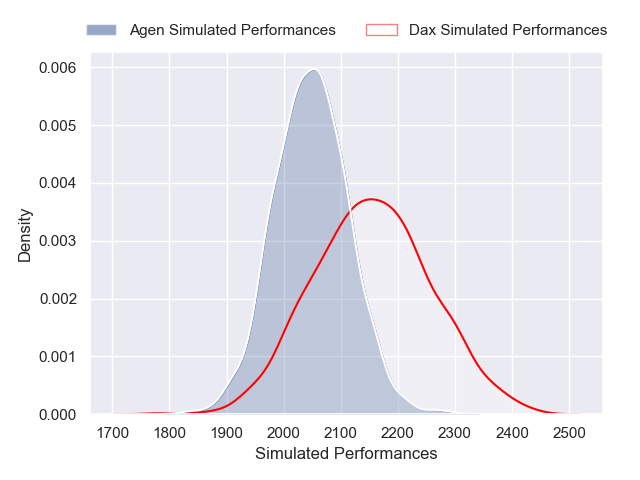 Agen Simulated Performances
Dax Simulated Performances
0.006
0.005
0.004
0.003
0.002
0.001
0.000
Density
1700 1800 1900 2000 2100 2200 2300 2400 2500
Simulated Performances